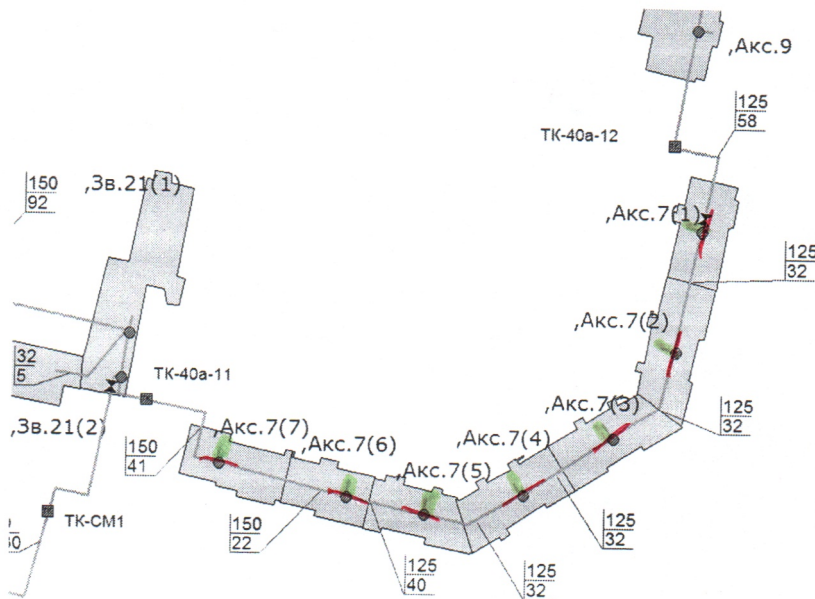 ,Акс.9
125
58
ТК-40а-12
150
92
,Зв.21(1)
,Акс.7(1)
125
32
,Акс.7(2)
32
5
ТК-40а-11
,Зв.21(2)
150
41
,Акс.7(7)
,Акс.7(6)
,Акс.7(5)
,Акс.7(4)
,Акс.7(3)
125
32
ТК-СМ1
150
22
125
40
125
32
125
32